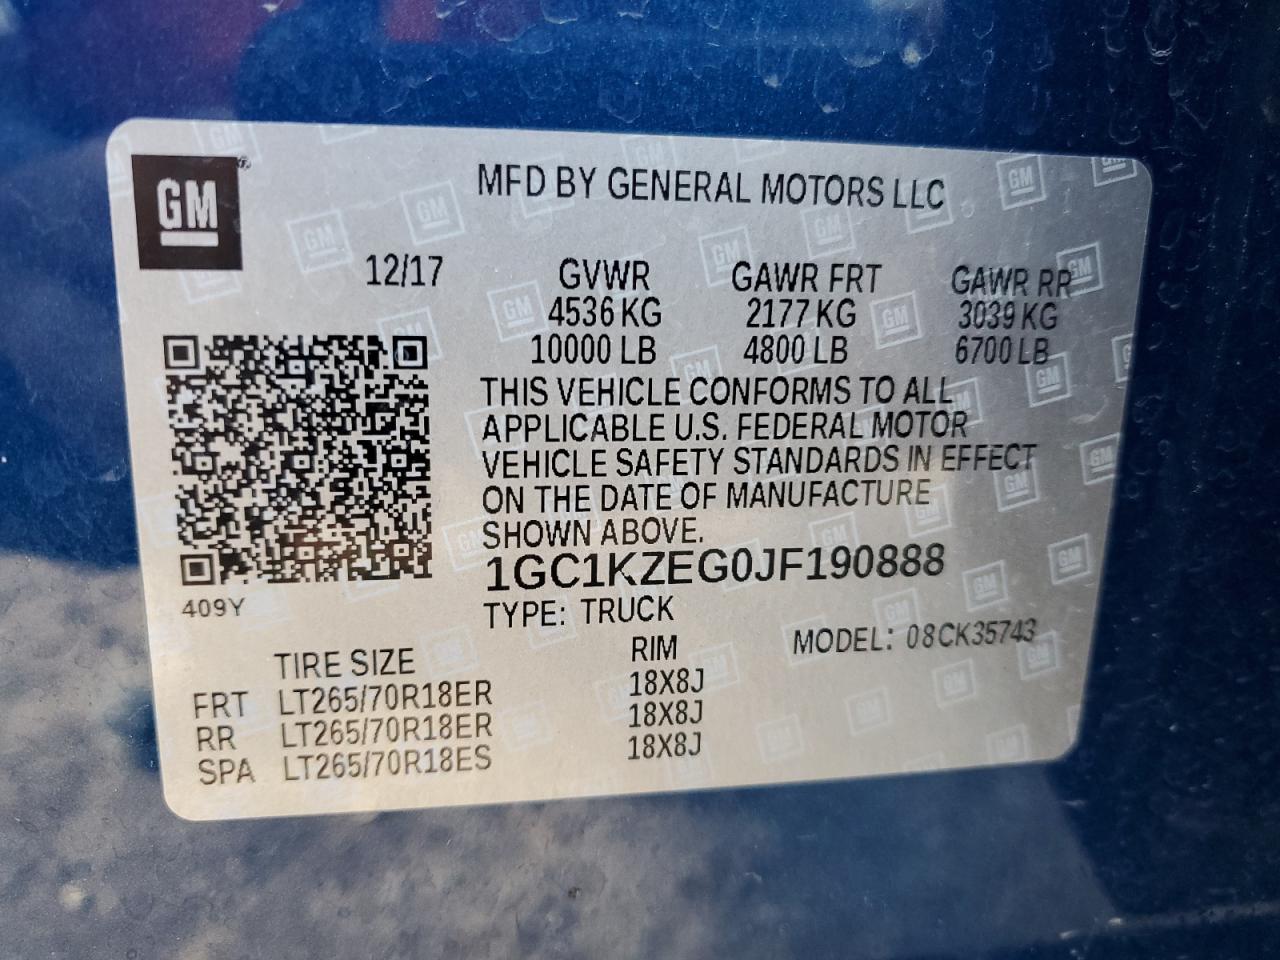 GM®
MFD BY GENERAL MOTORS LLC
12/17
GVWR GAWR FRT GAWR RR
4536 KG 2177 KG 3039 KG
10000 LB 4800 LB 6700 LB
THIS VEHICLE CONFORMS TO ALL
APPLICABLE U.S. FEDERAL MOTOR
VEHICLE SAFETY STANDARDS IN EFFECT
ON THE DATE OF MANUFACTURE
SHOWN ABOVE.
1GC1KZEG0JF190888
409Y
TYPE: TRUCK
MODEL: 08CK35743
TIRE SIZE RIM
FRT LT265/70R18ER 18X8J
RR LT265/70R18ER 18X8J
SPA LT265/70R18ES 18X8J